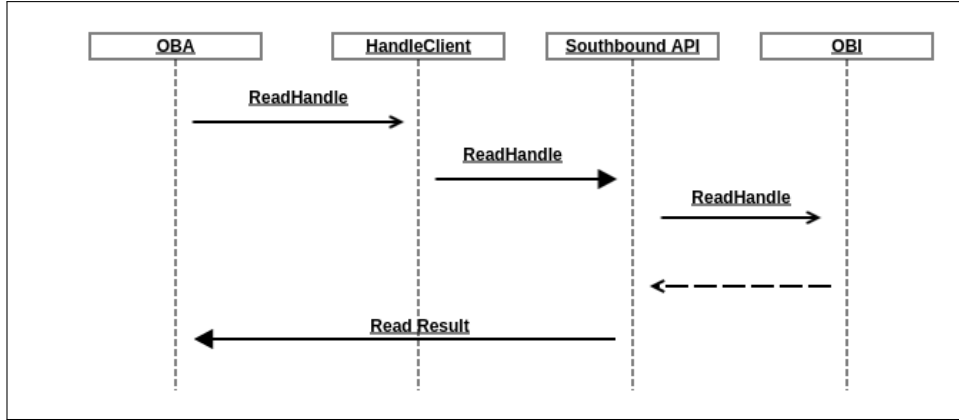 OBA
HandleClient
Southbound API
OBI
ReadHandle
ReadHandle
ReadHandle
Read Result